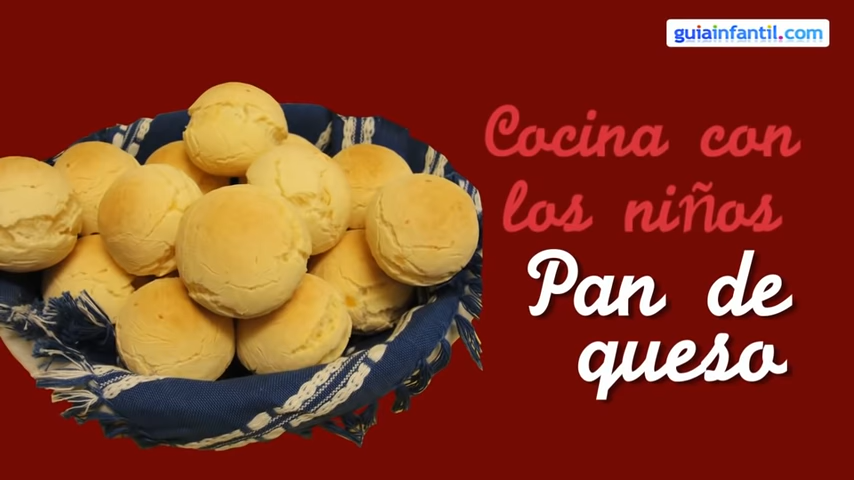 guiainfantil.com
Cocina con
los niños
Pan de
queso